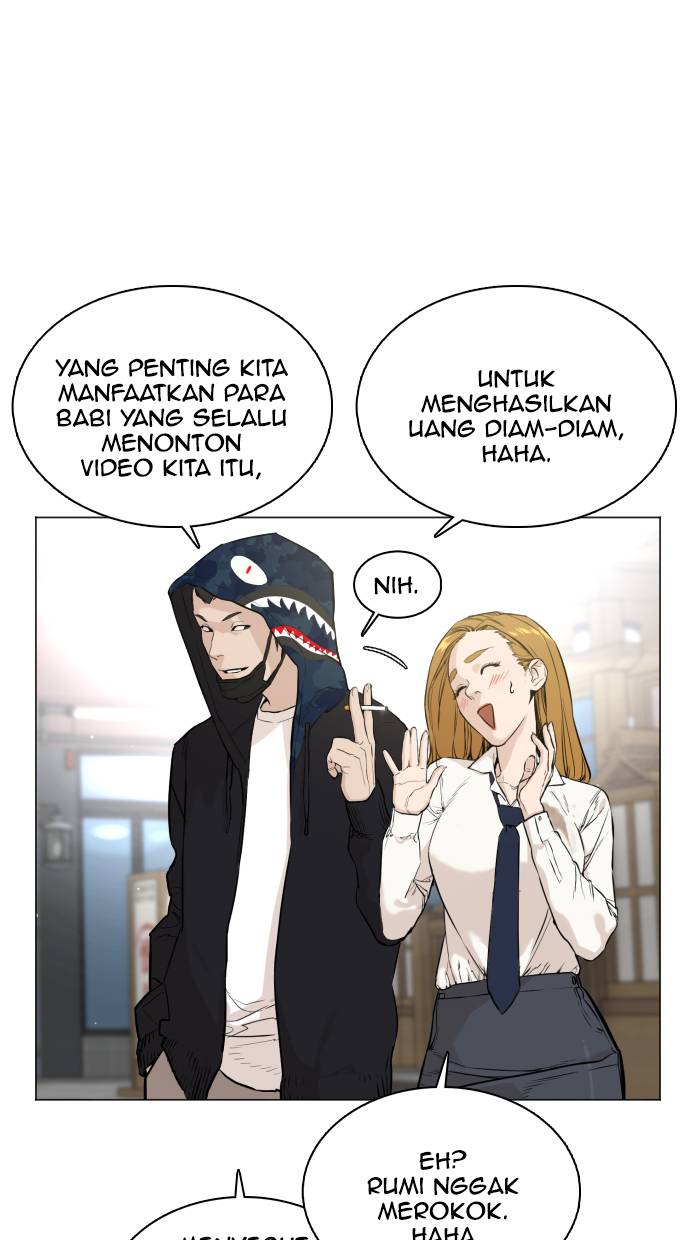 YANG PENTING KITA
MANFAATKAN PARA
BABI YANG SELALU
MENONTON
VIDEO KITA ITU,
UNTUK
MENGHASILKAN
UANG DIAM-DIAM,
HAHA.
NIH.
EH?
RUMI NGGAK
MEROKOK.
HAHA